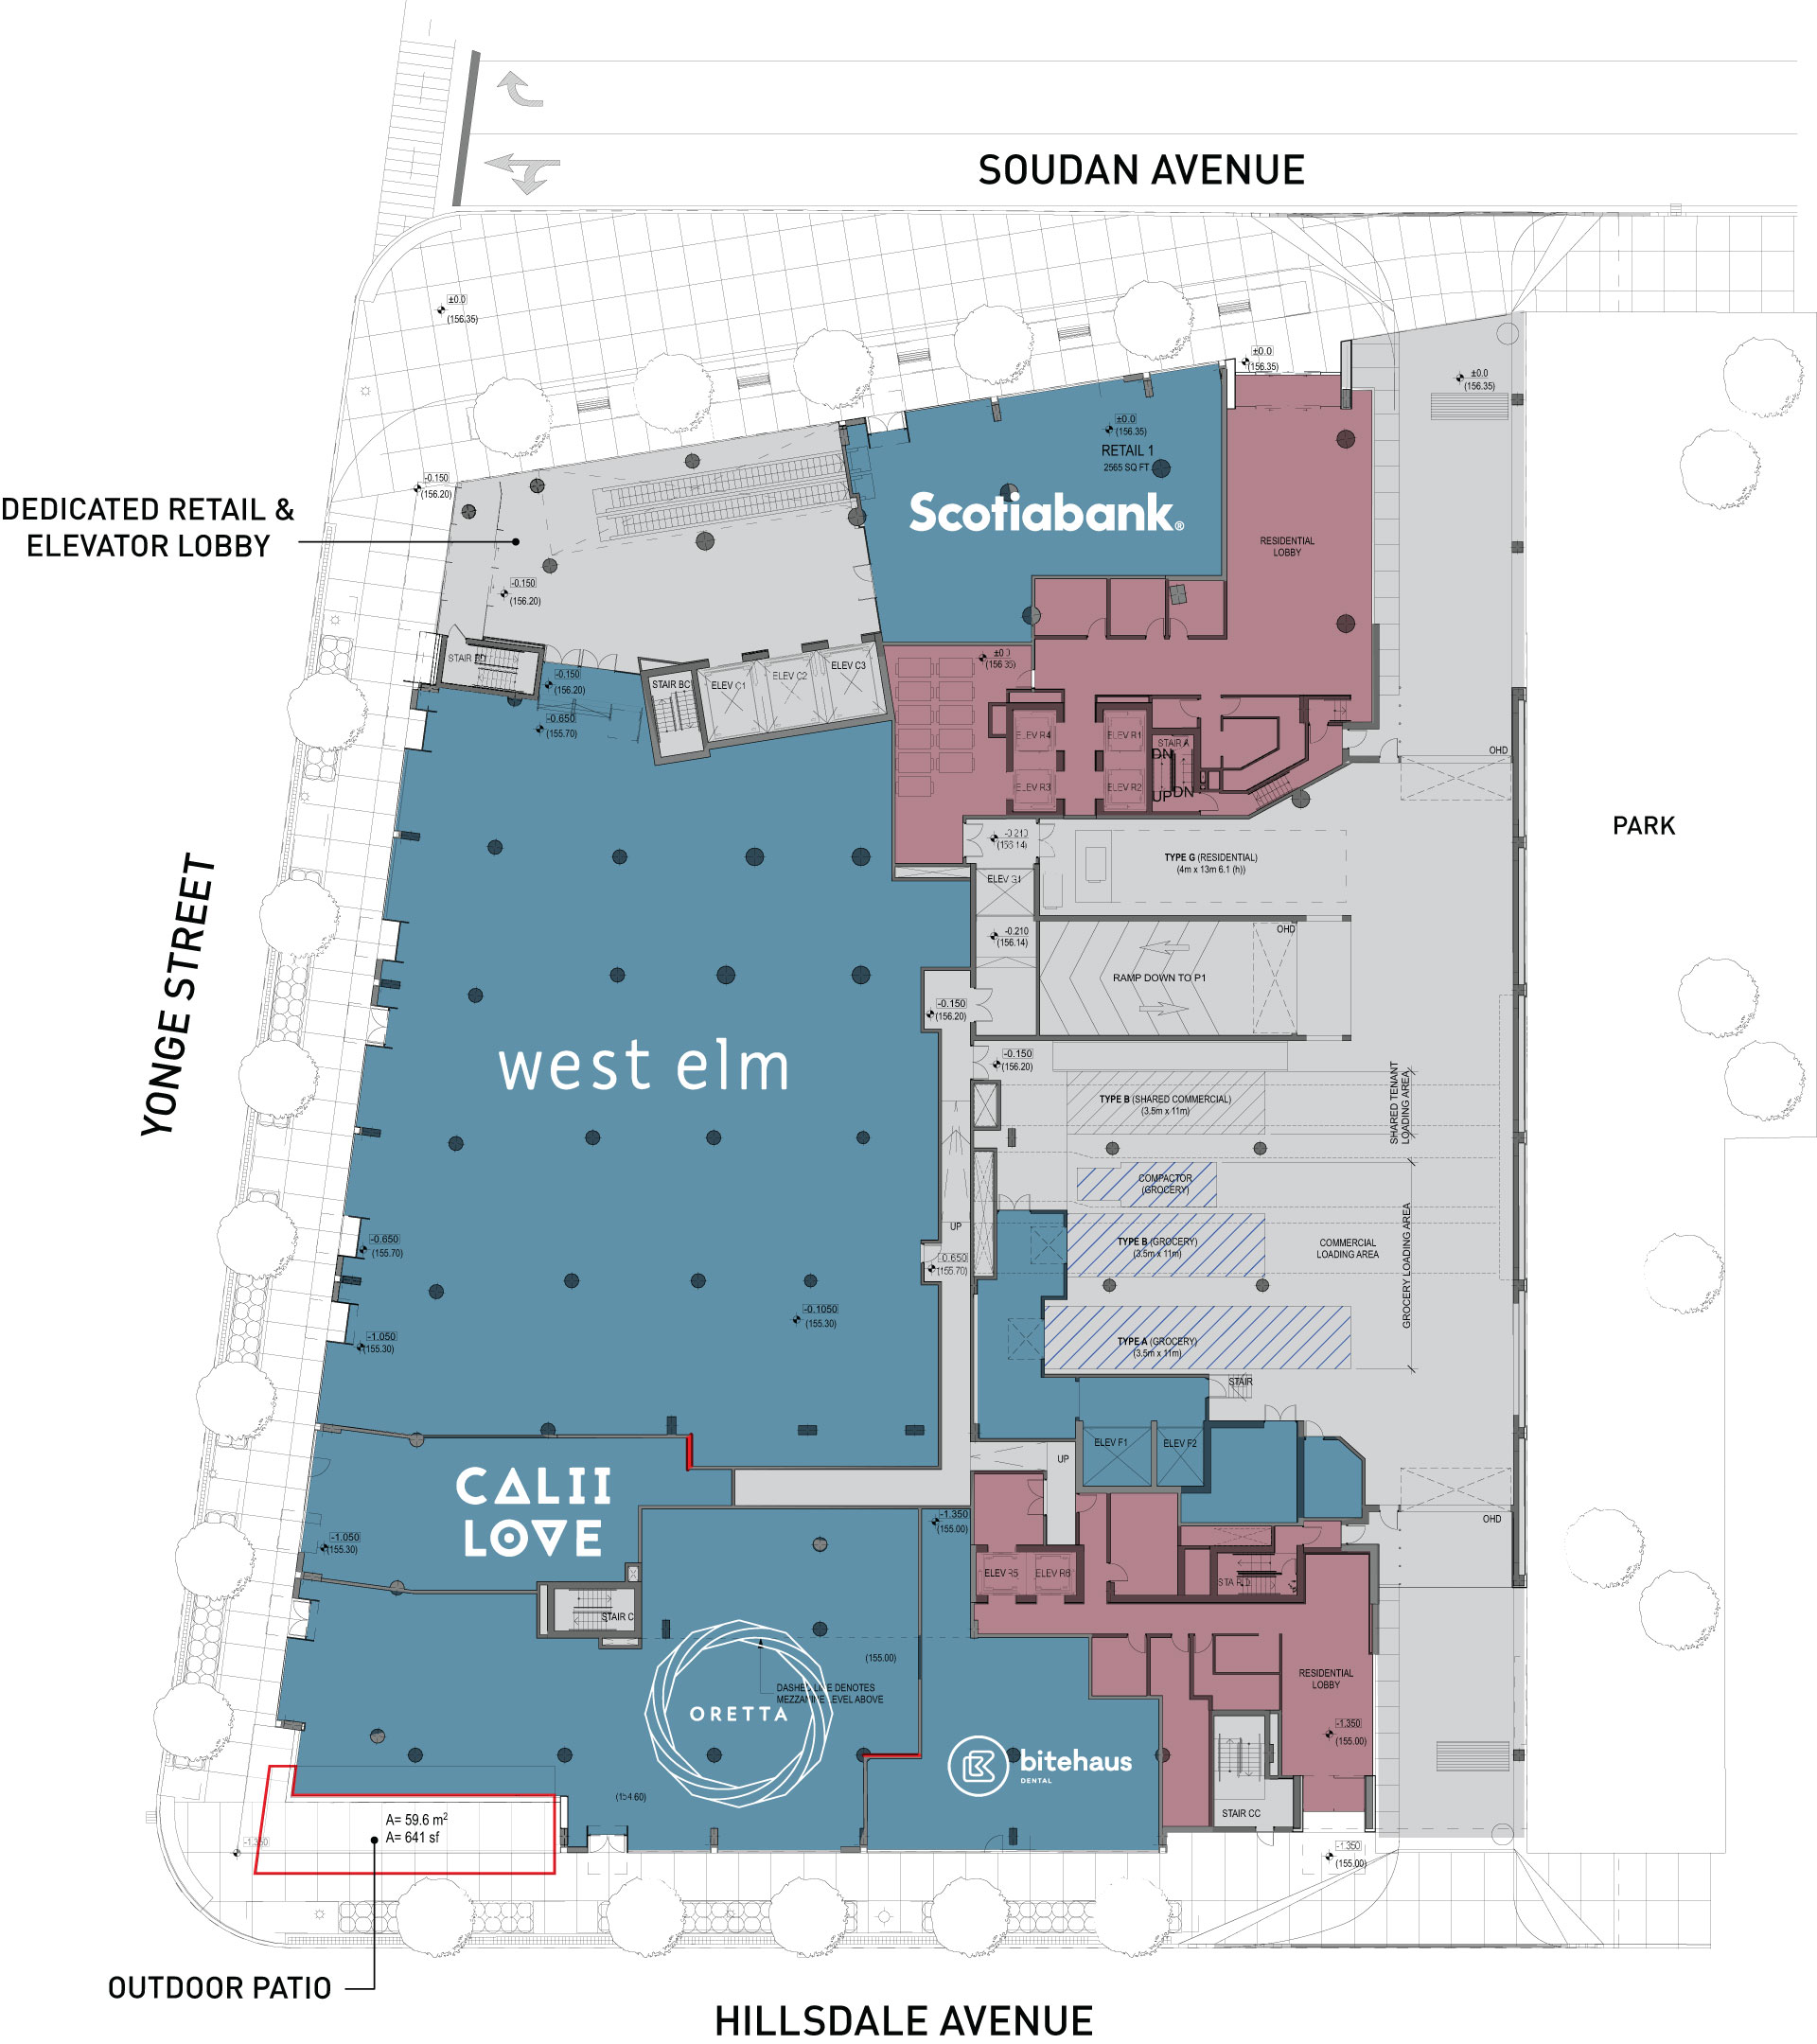 SOUDAN AVENUE
±0.0
(156.35)
±0.0
(156.35)
±0.0
(156.35)
±0.0
(156.35)
RETAIL 1
2565 SQ FT
Scotiabank®
-0.150
(156.20)
DEDICATED RETAIL &
ELEVATOR LOBBY
RESIDENTIAL
LOBBY
-0.150
(156.20)
-0.150
(156.20)
-0.650
(155.70)
STAIR BC
ELEV C1
ELEV C2
ELEV C3
(156.35)
ELEV R4
ELEV R1
STAIR A
DN
ELEV R3
ELEV R2
UP
DN
OHD
PARK
-0.210
(156.14)
TYPE G (RESIDENTIAL)
(4m x 13m 6.1 (h))
ELEV G1
-0.210
(156.14)
OHD
RAMP DOWN TO P1
-0.150
(156.20)
YONGE STREET
west elm
-0.150
(156.20)
TYPE B (SHARED COMMERCIAL)
(3.5m x 11m)
SHARED TENANT
LOADING AREA
COMPACTOR
(GROCERY)
UP
TYPE B (GROCERY)
(3.5m x 11m)
COMMERCIAL
LOADING AREA
GROCERY LOADING AREA
-0.650
(155.70)
-0.650
(155.70)
-0.1050
(155.30)
-1.050
(155.30)
TYPE A (GROCERY)
(3.5m x 11m)
STAIR
ELEV F1
ELEV F2
UP
CALII
LOVE
-1.050
(155.30)
-1.350
(155.00)
OHD
ELEV R5
ELEV R6
STAIR C
(155.00)
DASHED LINE DENOTES
MEZZANINE LEVEL ABOVE
ORETTA
RESIDENTIAL
LOBBY
-1.350
(155.00)
bitehaus
DENTAL
(154.60)
A= 59.6 m²
A= 641 sf
-1.350
STAIR CC
-1.350
(155.00)
OUTDOOR PATIO
HILLSDALE AVENUE